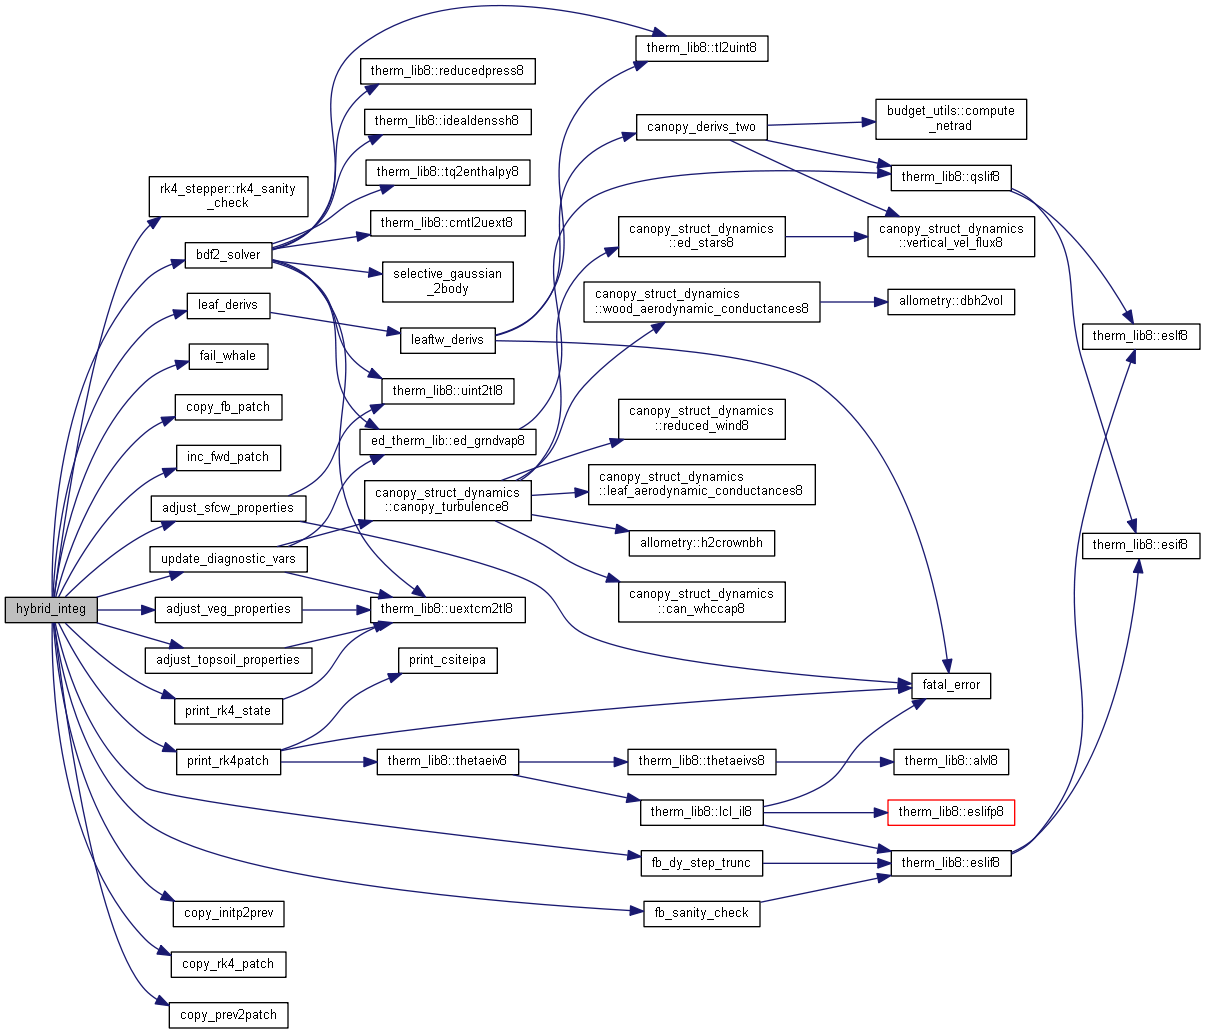 hybrid_integ
rk4_stepper::rk4_sanity
_check
bdf2_solver
leaf_derivs
fail_whale
copy_fb_patch
inc_fwd_patch
adjust_sfcw_properties
update_diagnostic_vars
adjust_veg_properties
adjust_topsoil_properties
print_rk4_state
print_rk4patch
copy_initp2prev
copy_rk4_patch
copy_prev2patch
therm_lib8::reducedpress8
therm_lib8::idealdenssh8
therm_lib8::tq2enthalpy8
therm_lib8::cmtl2uext8
selective_gaussian
_2body
leaftw_derivs
therm_lib8::uint2tl8
ed_therm_lib::ed_grndvap8
canopy_struct_dynamics
::canopy_turbulence8
therm_lib8::uextcm2tl8
print_csiteipa
therm_lib8::thetaeiv8
therm_lib8::tl2uint8
canopy_derivs_two
canopy_struct_dynamics
::ed_stars8
canopy_struct_dynamics
::wood_aerodynamic_conductances8
canopy_struct_dynamics
::reduced_wind8
canopy_struct_dynamics
::leaf_aerodynamic_conductances8
allometry::h2crownbh
canopy_struct_dynamics
::can_whccap8
therm_lib8::thetaeivs8
therm_lib8::lcl_il8
fb_dy_step_trunc
fb_sanity_check
budget_utils::compute
_netrad
therm_lib8::qslif8
canopy_struct_dynamics
::vertical_vel_flux8
allometry::dbh2vol
fatal_error
therm_lib8::alvl8
therm_lib8::eslifp8
therm_lib8::eslif8
therm_lib8::eslf8
therm_lib8::esif8